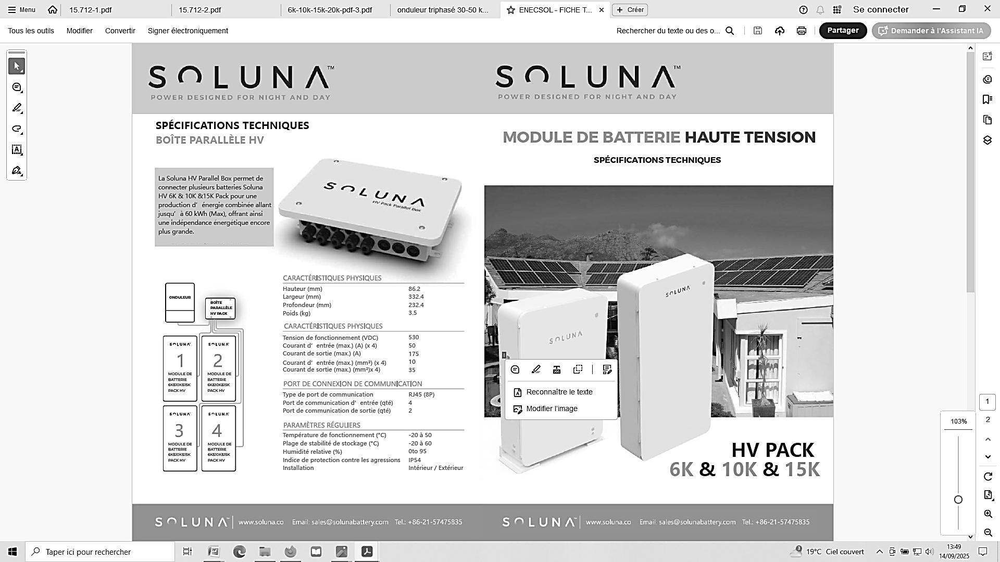 Menu
15.712-1.pdf
15.712-2.pdf
6k-10k-15k-20k-pdf-3.pdf
onduleur triphasé 30-50 k...
ENECSOL - FICHE T...
Créer
Se connecter
Tous les outils
Modifier
Convertir
Signer électroniquement
Rechercher du texte ou des o...
Partager
Demander à l'Assistant IA
SOLUNA™
POWER DESIGNED FOR NIGHT AND DAY
SPÉCIFICATIONS TECHNIQUES
BOÎTE PARALLÈLE HV
La Soluna HV Parallel Box permet de
connecter plusieurs batteries Soluna
HV 6K & 10K &15K Pack pour une
production d' énergie combinée allant
jusqu' à 60 kWh (Max), offrant ainsi
une indépendance énergétique encore
plus grande.
SOLUNA
HV Pack Parallel Box
ONDULEUR
BOÎTE
PARALLÈLE
HV PACK
SOLUNA
1
MODULE DE
BATTERIE
6K&10K&15K
PACK HV
SOLUNA
2
MODULE DE
BATTERIE
6K&10K&15K
PACK HV
SOLUNA
3
MODULE DE
BATTERIE
6K&10K&15K
PACK HV
SOLUNA
4
MODULE DE
BATTERIE
6K&10K&15K
PACK HV
CARACTÉRISTIQUES PHYSIQUES
Hauteur (mm) 86.2
Largeur (mm) 332.4
Profondeur (mm) 232.4
Poids (kg) 3.5
CARACTÉRISTIQUES PHYSIQUES
Tension de fonctionnement (VDC) 530
Courant d' entrée (max.) (A) (x 4) 50
Courant de sortie (max.) (A) 175
Courant d' entrée (max.) (mm²) (x 4) 10
Courant de sortie (max.) (mm²)x 4) 35
PORT DE CONNEXION DE COMMUNICATION
Type de port de communication RJ45 (8P)
Port de communication d' entrée (qté) 4
Port de communication de sortie (qté) 2
PARAMÈTRES RÉGULIERS
Température de fonctionnement (°C) -20 à 50
Plage de stabilité de stockage (°C) -20 à 60
Humidité relative (%) 0to 95
Indice de protection contre les agressions IP54
Installation Intérieur / Extérieur
SOLUNA™ www.soluna.co Email: sales@solunabattery.com Tel.: +86-21-57475835
SOLUNA™
POWER DESIGNED FOR NIGHT AND DAY
MODULE DE BATTERIE HAUTE TENSION
SPÉCIFICATIONS TECHNIQUES
SOLUNA
SOLUNA
Reconnaître le texte
Modifier l'image
HV PACK
6K & 10K & 15K
SOLUNA™ www.soluna.co Email: sales@solunabattery.com Tel.: +86-21-57475835
1
2
103%
Taper ici pour rechercher
3
19°C Ciel couvert
13:49
14/09/2025